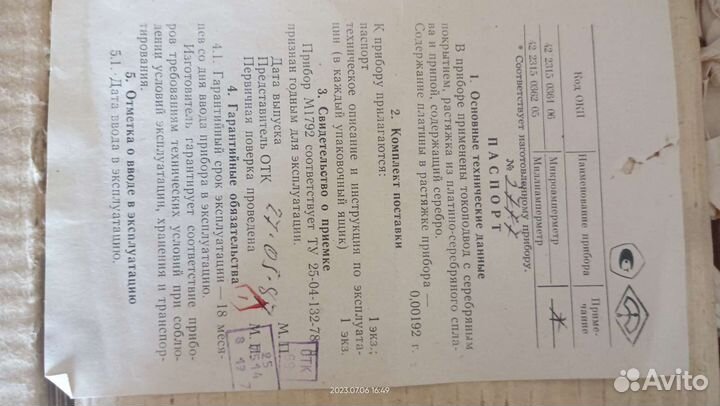 Код ОКП
Наименование прибора
Приме-
чание
42 2315 0301 06
Микроамперметр
42 2315 0302 05
Миллиамперметр
* Соответствует изготовленному прибору.
№
ПАСПОРТ
1. Основные технические данные
В приборе применены токоподвод с серебряным
покрытием, растяжка из платино-серебряного спла-
ва и припой, содержащий серебро.
Содержание платины в растяжке прибора —
0,00192 г.
2. Комплект поставки
К прибору прилагаются:
паспорт 1 экз.;
техническое описание и инструкция по эксплуата-
ции (в каждый упаковочный ящик) 1 экз.
3. Свидетельство о приемке
Прибор М1792 соответствует ТУ 25-04-132-78 и
признан годным для эксплуатации.
Дата выпуска
Представитель ОТК М.П.
Первичная поверка проведена
ОТК
4. Гарантийные обязательства
4.1. Гарантийный срок эксплуатации — 18 меся-
цев со дня ввода прибора в эксплуатацию.
Изготовитель гарантирует соответствие прибо-
ров требованиям технических условий при соблю-
дении условий эксплуатации, хранения и транспор-
тирования.
5. Отметка о вводе в эксплуатацию
5.1. Дата ввода в эксплуатацию.
2023.07.06 16:49
Avito